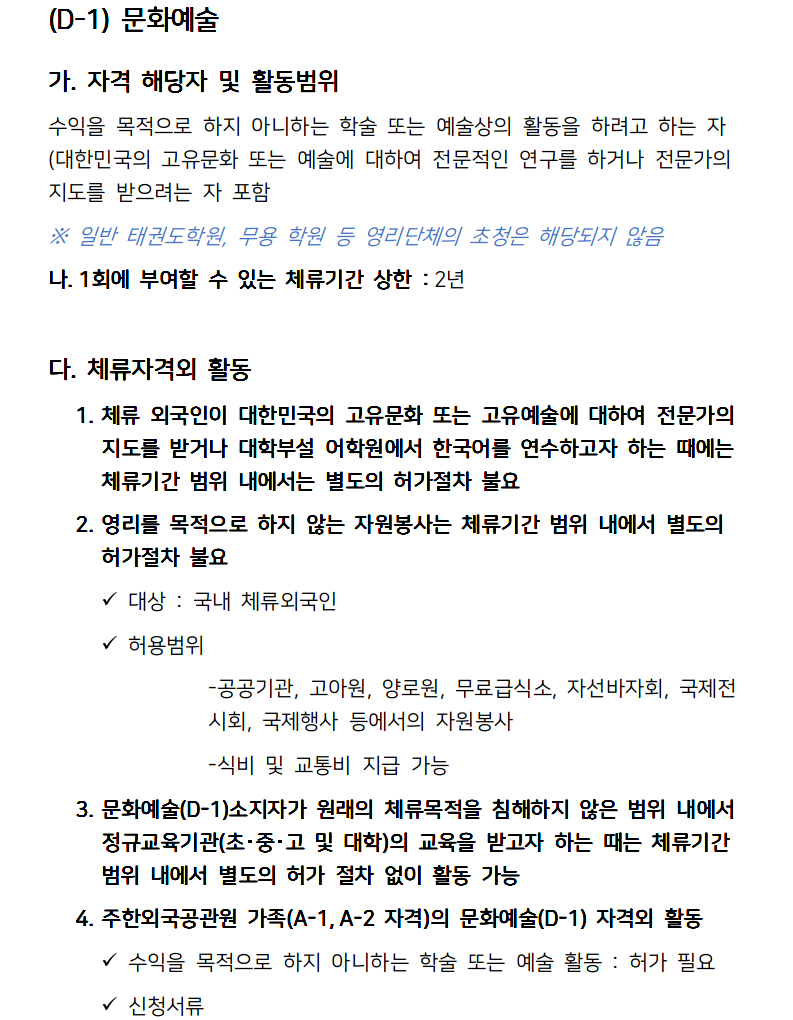 (D-1) 문화예술
가. 자격 해당자 및 활동범위
수익을 목적으로 하지 아니하는 학술 또는 예술상의 활동을 하려고 하는 자
(대한민국의 고유문화 또는 예술에 대하여 전문적인 연구를 하거나 전문가의
지도를 받으려는 자 포함
※ 일반 태권도학원, 무용 학원 등 영리단체의 초청은 해당되지 않음
나. 1회에 부여할 수 있는 체류기간 상한 : 2년
다. 체류자격외 활동
1. 체류 외국인이 대한민국의 고유문화 또는 고유예술에 대하여 전문가의
지도를 받거나 대학부설 어학원에서 한국어를 연수하고자 하는 때에는
체류기간 범위 내에서는 별도의 허가절차 불요
2. 영리를 목적으로 하지 않는 자원봉사는 체류기간 범위 내에서 별도의
허가절차 불요
✓ 대상 : 국내 체류외국인
✓ 허용범위
-공공기관, 고아원, 양로원, 무료급식소, 자선바자회, 국제전
시회, 국제행사 등에서의 자원봉사
-식비 및 교통비 지급 가능
3. 문화예술(D-1)소지자가 원래의 체류목적을 침해하지 않은 범위 내에서
정규교육기관(초·중·고 및 대학)의 교육을 받고자 하는 때는 체류기간
범위 내에서 별도의 허가 절차 없이 활동 가능
4. 주한외국공관원 가족(A-1, A-2 자격)의 문화예술(D-1) 자격외 활동
✓ 수익을 목적으로 하지 아니하는 학술 또는 예술 활동 : 허가 필요
✓ 신청서류